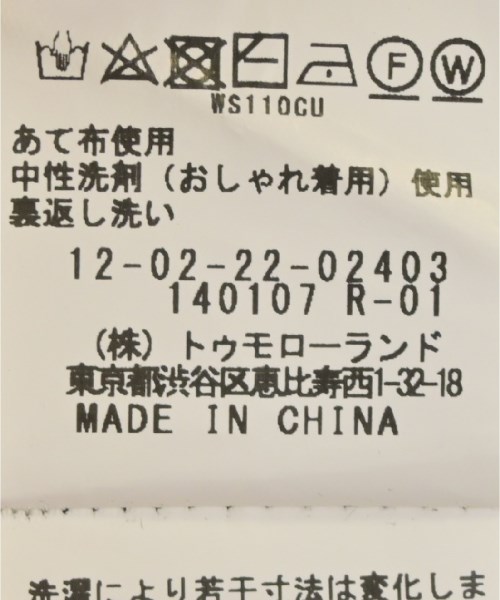 F W
WS110CU
あて布使用
中性洗剤(おしゃれ着用)使用
裏返し洗い
12-02-22-02403
140107 R-01
(株)トゥモローランド
東京都渋谷区恵比寿西1-32-18
MADE IN CHINA
洗濯により若干寸法は変化しま